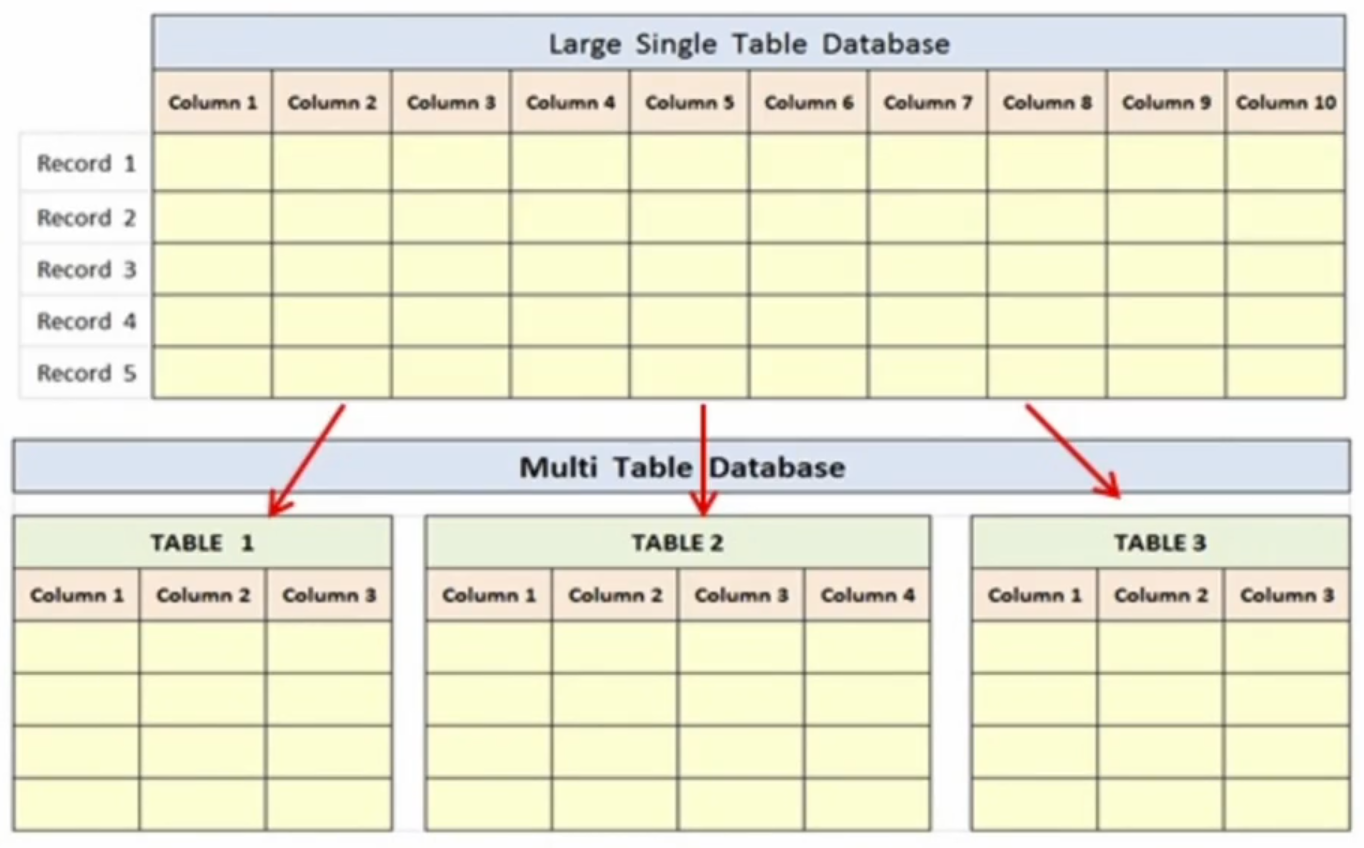 Large Single Table Database
Column 1 Column 2 Column 3 Column 4 Column 5 Column 6 Column 7 Column 8 Column 9 Column 10
Record 1
Record 2
Record 3
Record 4
Record 5
Multi Table Database
TABLE 1 TABLE 2 TABLE 3
Column 1 Column 2 Column 3 Column 1 Column 2 Column 3 Column 4 Column 1 Column 2 Column 3